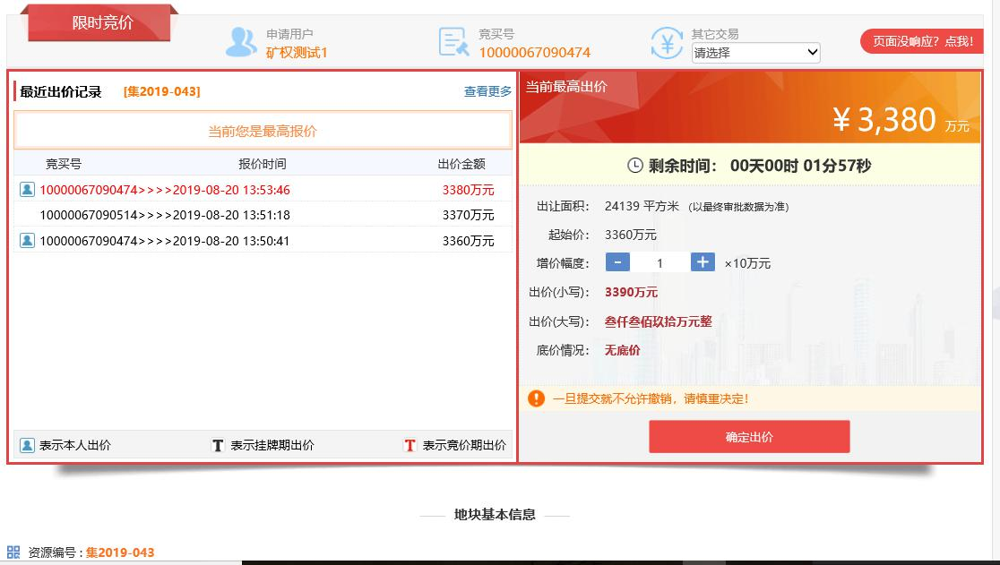 限时竞价
申请用户
矿权测试1
竞买号
10000067090474
其它交易
请选择
页面没响应？点我！
最近出价记录 [集2019-043] 查看更多
当前您是最高报价
竞买号 报价时间 出价金额
10000067090474>>>>2019-08-20 13:53:46 3380万元
10000067090514>>>>2019-08-20 13:51:18 3370万元
10000067090474>>>>2019-08-20 13:50:41 3360万元
表示本人出价 T 表示挂牌期出价 T 表示竞价期出价
当前最高出价
￥3,380 万元
剩余时间： 00天00时 01分57秒
出让面积： 24139 平方米 (以最终审批数据为准)
起始价： 3360万元
增价幅度： - 1 + ×10万元
出价(小写)： 3390万元
出价(大写)： 叁仟叁佰玖拾万元整
底价情况： 无底价
一旦提交就不允许撤销，请慎重决定！
确定出价
地块基本信息
资源编号 : 集2019-043